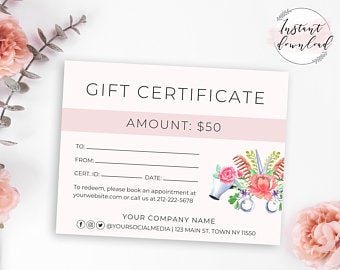 Instant
download
GIFT CERTIFICATE
AMOUNT: $50
TO:
FROM:
CERT. ID: DATE:
To redeem, please book an appointment at
yourwebsite.com or call us at 212-222-5678
YOUR COMPANY NAME
@YOURSOCIALMEDIA | 123 MAIN ST, TOWN NY 11550